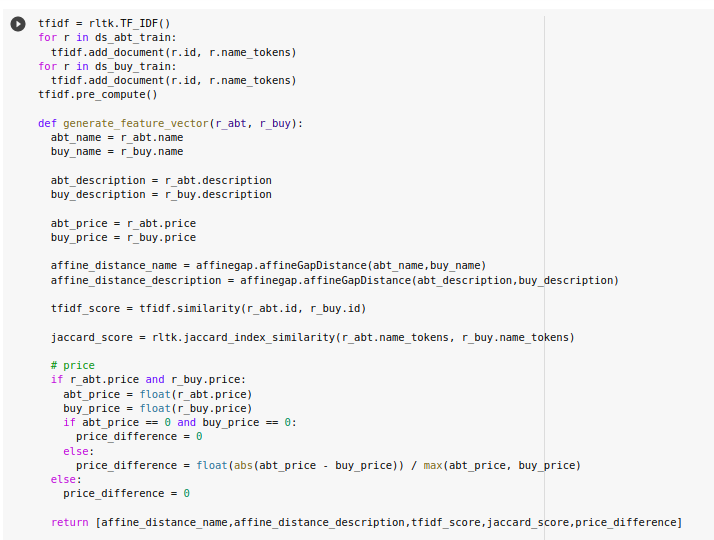 tfidf = rltk.TF_IDF()
for r in ds_abt_train:
  tfidf.add_document(r.id, r.name_tokens)
for r in ds_buy_train:
  tfidf.add_document(r.id, r.name_tokens)
tfidf.pre_compute()

def generate_feature_vector(r_abt, r_buy):
  abt_name = r_abt.name
  buy_name = r_buy.name

  abt_description = r_abt.description
  buy_description = r_buy.description

  abt_price = r_abt.price
  buy_price = r_buy.price

  affine_distance_name = affinegap.affineGapDistance(abt_name,buy_name)
  affine_distance_description = affinegap.affineGapDistance(abt_description,buy_description)

  tfidf_score = tfidf.similarity(r_abt.id, r_buy.id)

  jaccard_score = rltk.jaccard_index_similarity(r_abt.name_tokens, r_buy.name_tokens)

  # price
  if r_abt.price and r_buy.price:
    abt_price = float(r_abt.price)
    buy_price = float(r_buy.price)
    if abt_price == 0 and buy_price == 0:
      price_difference = 0
    else:
      price_difference = float(abs(abt_price - buy_price)) / max(abt_price, buy_price)
  else:
    price_difference = 0

  return [affine_distance_name,affine_distance_description,tfidf_score,jaccard_score,price_difference]